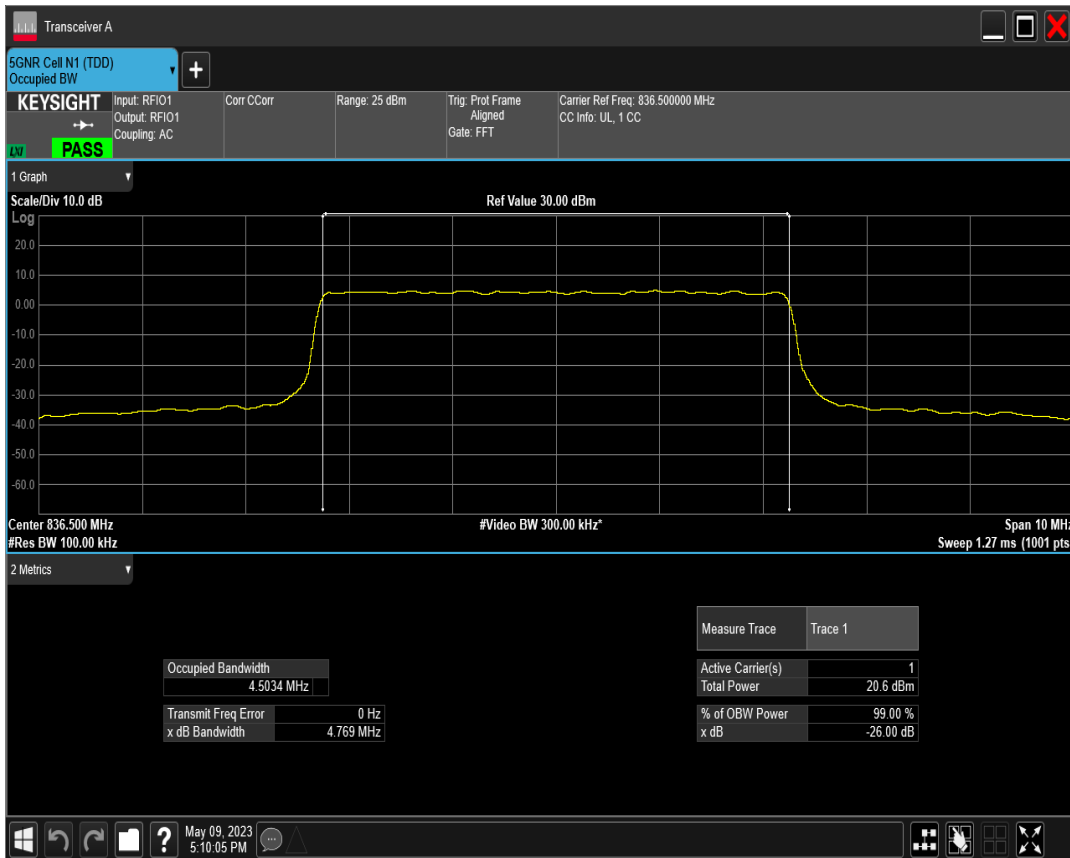 Transceiver A
5GNR Cell N1 (TDD)
Occupied BW
+
KEYSIGHT
LXI
PASS
Input: RFIO1
Output: RFIO1
Coupling: AC
Corr CCorr
Range: 25 dBm
Trig: Prot Frame
Aligned
Gate: FFT
Carrier Ref Freq: 836.500000 MHz
CC Info: UL, 1 CC
1 Graph
Scale/Div 10.0 dB
Ref Value 30.00 dBm
Log
20.0
10.0
0.00
-10.0
-20.0
-30.0
-40.0
-50.0
-60.0
Center 836.500 MHz
#Video BW 300.00 kHz*
Span 10 MHz
#Res BW 100.00 kHz
Sweep 1.27 ms (1001 pts
2 Metrics
Measure Trace Trace 1
Occupied Bandwidth
4.5034 MHz
Active Carrier(s) 1
Total Power 20.6 dBm
Transmit Freq Error 0 Hz
x dB Bandwidth 4.769 MHz
% of OBW Power 99.00 %
x dB -26.00 dB
?
May 09, 2023
5:10:05 PM